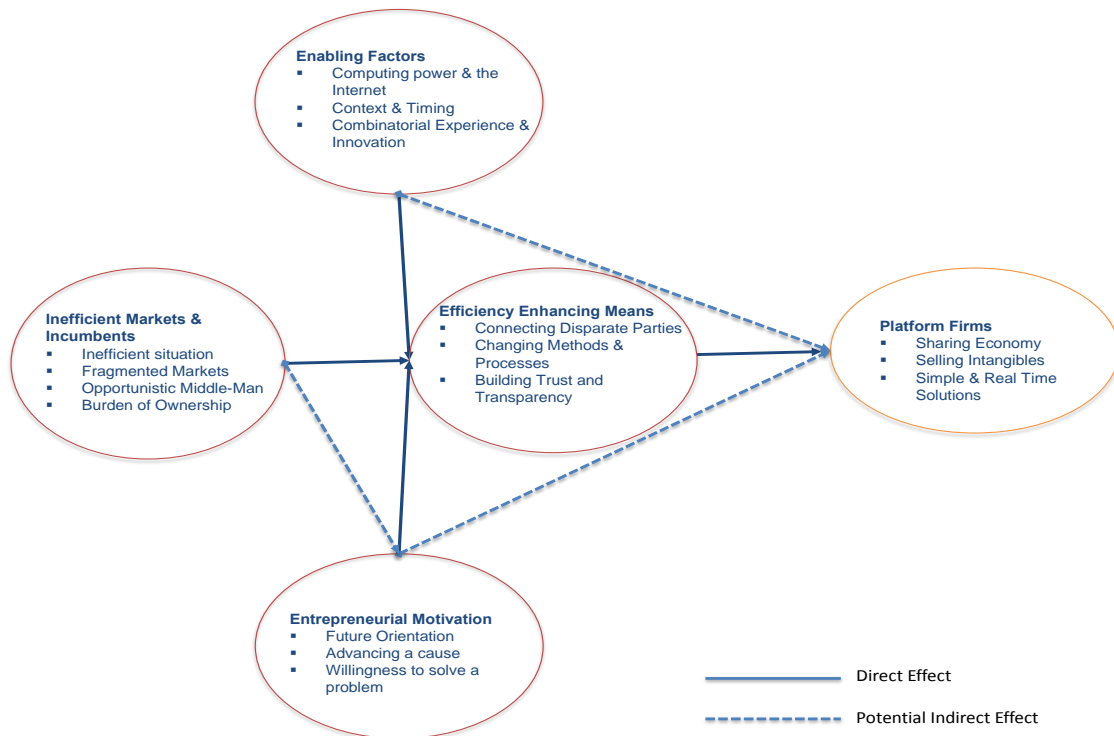 Enabling Factors
▪ Computing power & the
Internet
▪ Context & Timing
▪ Combinatorial Experience &
Innovation
Inefficient Markets &
Incumbents
▪ Inefficient situation
▪ Fragmented Markets
▪ Opportunistic Middle-Man
▪ Burden of Ownership
Efficiency Enhancing Means
▪ Connecting Disparate Parties
▪ Changing Methods &
Processes
▪ Building Trust and
Transparency
Platform Firms
▪ Sharing Economy
▪ Selling Intangibles
▪ Simple & Real Time
Solutions
Entrepreneurial Motivation
▪ Future Orientation
▪ Advancing a cause
▪ Willingness to solve a
problem
Direct Effect
Potential Indirect Effect